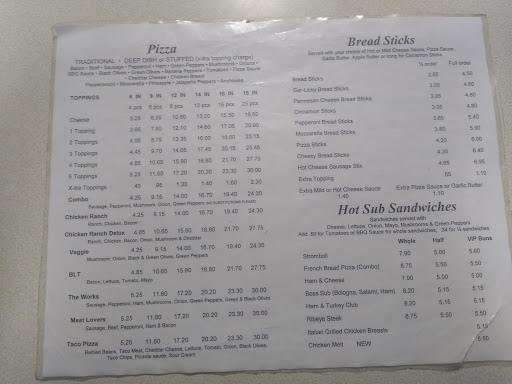 Pizza
TRADITIONAL • DEEP DISH or STUFFED (x-tra topping charge)
Bacon • Beef • Sausage • Pepperoni • Ham • Green Peppers • Mushrooms • Onions •
BBQ Sauce • Black Olives • Green Olives • Banana Peppers • Tomatoes • Pizza Sauce
• Cheddar Cheese • Chicken Breast
Pepperoncini • Mozzarella • Pineapple • Jalapeno Peppers • Anchovies
TOPPINGS 6 IN 9 IN 12 IN 14 IN 16 IN 18 IN
4 pcs 6 pcs 8 pcs 10 pcs 16 pcs 25 pcs
Cheese 3.25 6.95 10.80 13.20 15.50 16.80
1 Topping 3.65 7.80 12.10 14.60 17.05 20.80
2 Toppings 4.05 8.75 13.35 16.00 18.60 23.15
3 Toppings 4.45 9.70 14.65 17.40 20.15 25.45
4 Toppings 4.85 10.65 15.90 18.80 21.70 27.75
5 Toppings 5.25 11.60 17.20 20.20 23.30 30.00
X-tra Topping .40 .95 1.30 1.40 1.60 2.30
Combo 4.25 9.15 14.00 16.70 19.40 24.30
Sausage, Pepperoni, Mushroom, Onion, Green Peppers
Chicken Ranch 4.25 9.15 14.00 16.70 19.40 24.30
Ranch, Chicken, Bacon
Chicken Ranch Delux 4.85 10.65 15.90 18.80 21.70 27.75
Ranch, Chicken, Bacon, Onion, Mushroom & Cheddar
Veggie 4.25 9.15 14.00 16.70 19.40 24.30
Mushroom, Onion, Black & Green Olives, Green Peppers
BLT 4.85 10.65 15.90 18.80 21.70 27.75
Bacon, Lettuce, Tomato, Mayo
The Works 5.25 11.60 17.20 20.20 23.30 30.00
Sausage, Pepperoni, Ham, Mushrooms, Onion, Green Peppers, Green & Black Olives
Meat Lovers 5.25 11.60 17.20 20.20 23.30 30.00
Sausage, Beef, Pepperoni, Ham & Bacon
Taco Pizza 5.25 11.60 17.20 20.20 23.30 30.00
Refried Beans, Taco Meat, Cheddar Cheese, Lettuce, Tomato, Onion, Black Olives,
Taco Chips, Picante sauce, Sour Cream
Bread Sticks
Served with your choice of Hot or Mild Cheese Sauce, Pizza Sauce,
Garlic Butter, Apple Butter or Icing for Cinnamon Sticks
½ order Full order
Bread Sticks 2.85 4.50
Gar-Licky Bread Sticks 3.05 4.80
Parmesan Cheese Bread Sticks 3.05 4.80
Cinnamon Sticks 3.05 4.80
Pepperoni Bread Sticks 3.40 5.40
Mozzarella Bread Sticks 3.80 5.90
Pizza Sticks 4.20 6.40
Cheesy Bread Sticks 4.20 6.45
Hot Cheese Sausage Stix 4.65 6.95
Extra Topping .55 1.10
Extra Mild or Hot Cheese Sauce Extra Pizza Sauce or Garlic Butter
1.40 1.10
Hot Sub Sandwiches
Sandwiches served with
Cheese, Lettuce, Onion, Mayo, Mushrooms & Green Peppers
Add .50 for Tomatoes or BBQ Sauce for whole sandwiches, .34 for ½ sandwiches
Whole Half VIP Buns
Stromboli 7.90 5.00 5.60
French Bread Pizza (Combo) 8.75 5.50 5.50
Ham & Cheese 7.90 5.00 5.00
Boss Sub (Bologna, Salami, Ham) 8.20 5.15 5.15
Ham & Turkey Club 8.20 5.15 5.15
Ribeye Steak 8.75 5.50 5.50
Italian Grilled Chicken Breasts 5.15
Chicken Melt NEW 5.50